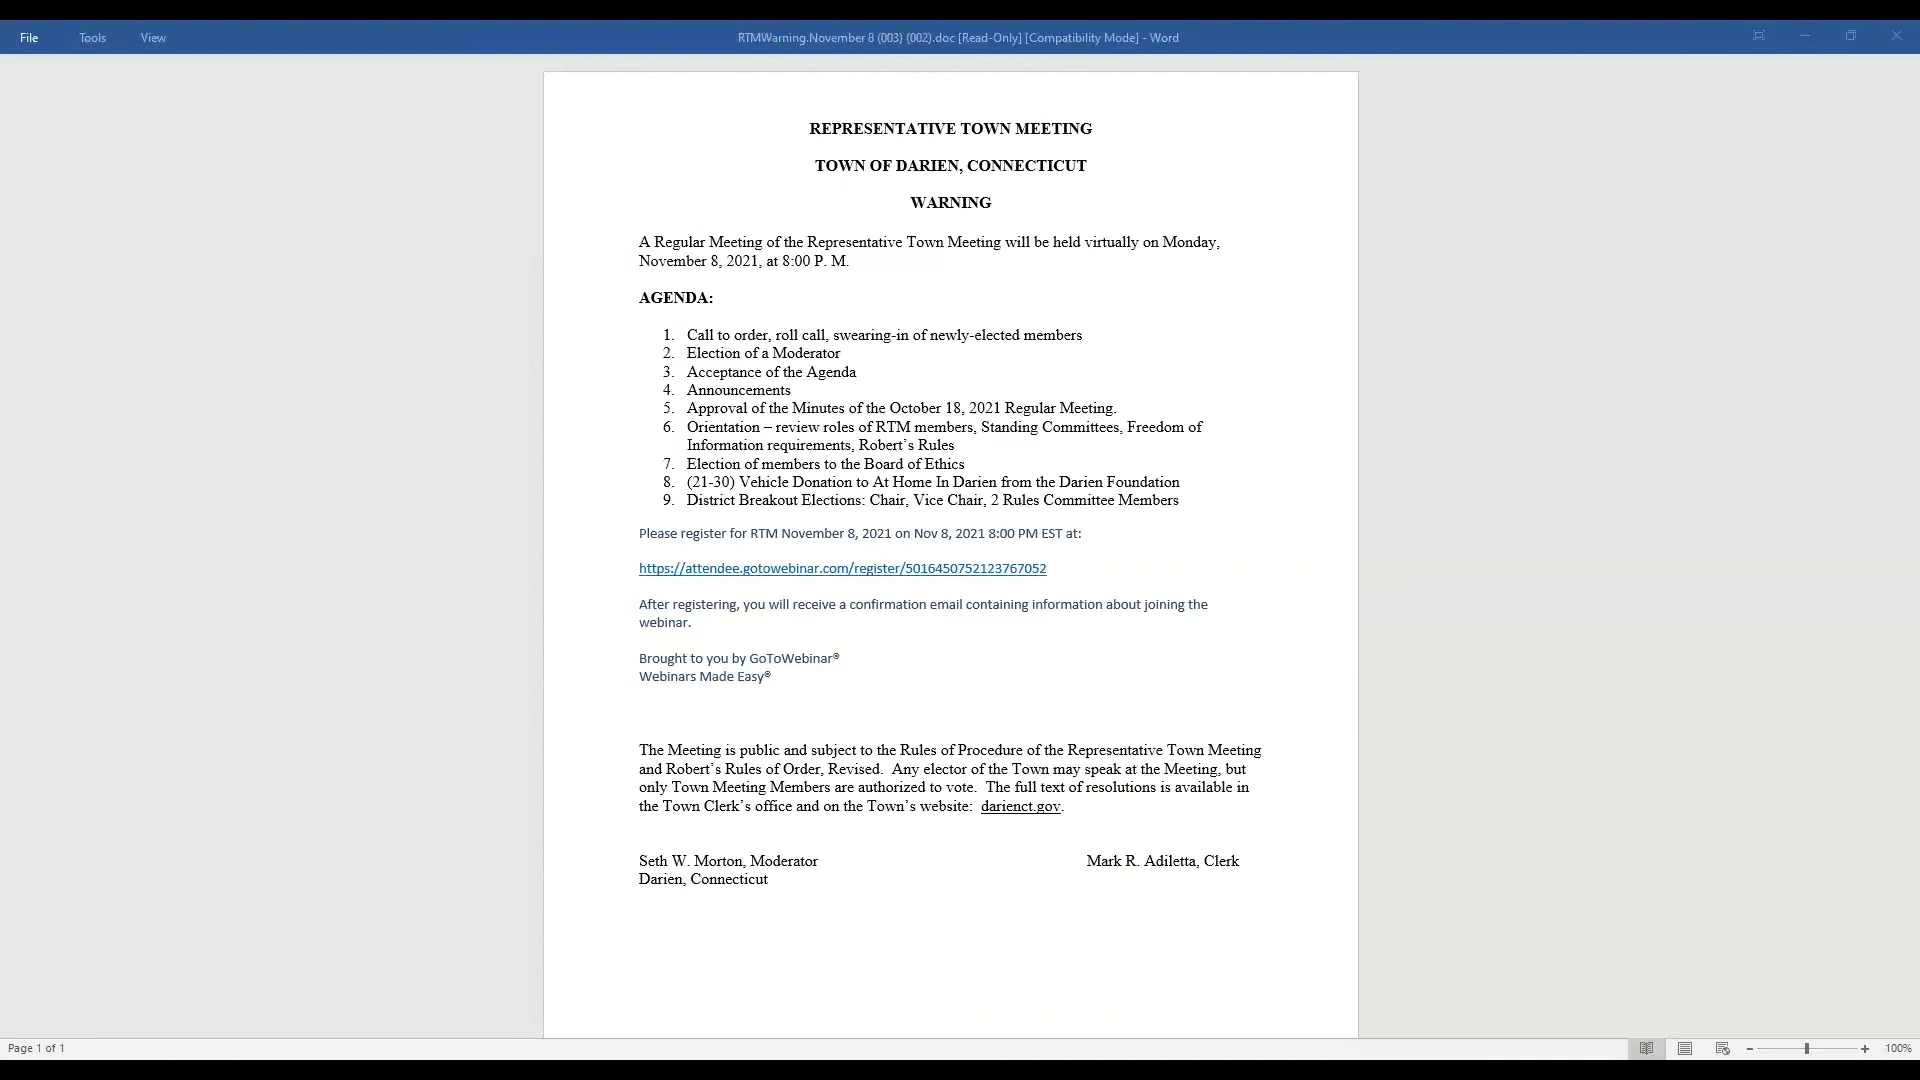 File Tools View RTMWarning.November 8 (003) (002).doc [Read-Only] [Compatibility Mode] - Word
REPRESENTATIVE TOWN MEETING
TOWN OF DARIEN, CONNECTICUT
WARNING
A Regular Meeting of the Representative Town Meeting will be held virtually on Monday,
November 8, 2021, at 8:00 P. M.
AGENDA:
1. Call to order, roll call, swearing-in of newly-elected members
2. Election of a Moderator
3. Acceptance of the Agenda
4. Announcements
5. Approval of the Minutes of the October 18, 2021 Regular Meeting.
6. Orientation – review roles of RTM members, Standing Committees, Freedom of
Information requirements, Robert's Rules
7. Election of members to the Board of Ethics
8. (21-30) Vehicle Donation to At Home In Darien from the Darien Foundation
9. District Breakout Elections: Chair, Vice Chair, 2 Rules Committee Members
Please register for RTM November 8, 2021 on Nov 8, 2021 8:00 PM EST at:
https://attendee.gotowebinar.com/register/5016450752123767052
After registering, you will receive a confirmation email containing information about joining the
webinar.
Brought to you by GoToWebinar®
Webinars Made Easy®
The Meeting is public and subject to the Rules of Procedure of the Representative Town Meeting
and Robert's Rules of Order, Revised. Any elector of the Town may speak at the Meeting, but
only Town Meeting Members are authorized to vote. The full text of resolutions is available in
the Town Clerk's office and on the Town's website: darienct.gov.
Seth W. Morton, Moderator Mark R. Adiletta, Clerk
Darien, Connecticut
Page 1 of 1 100%